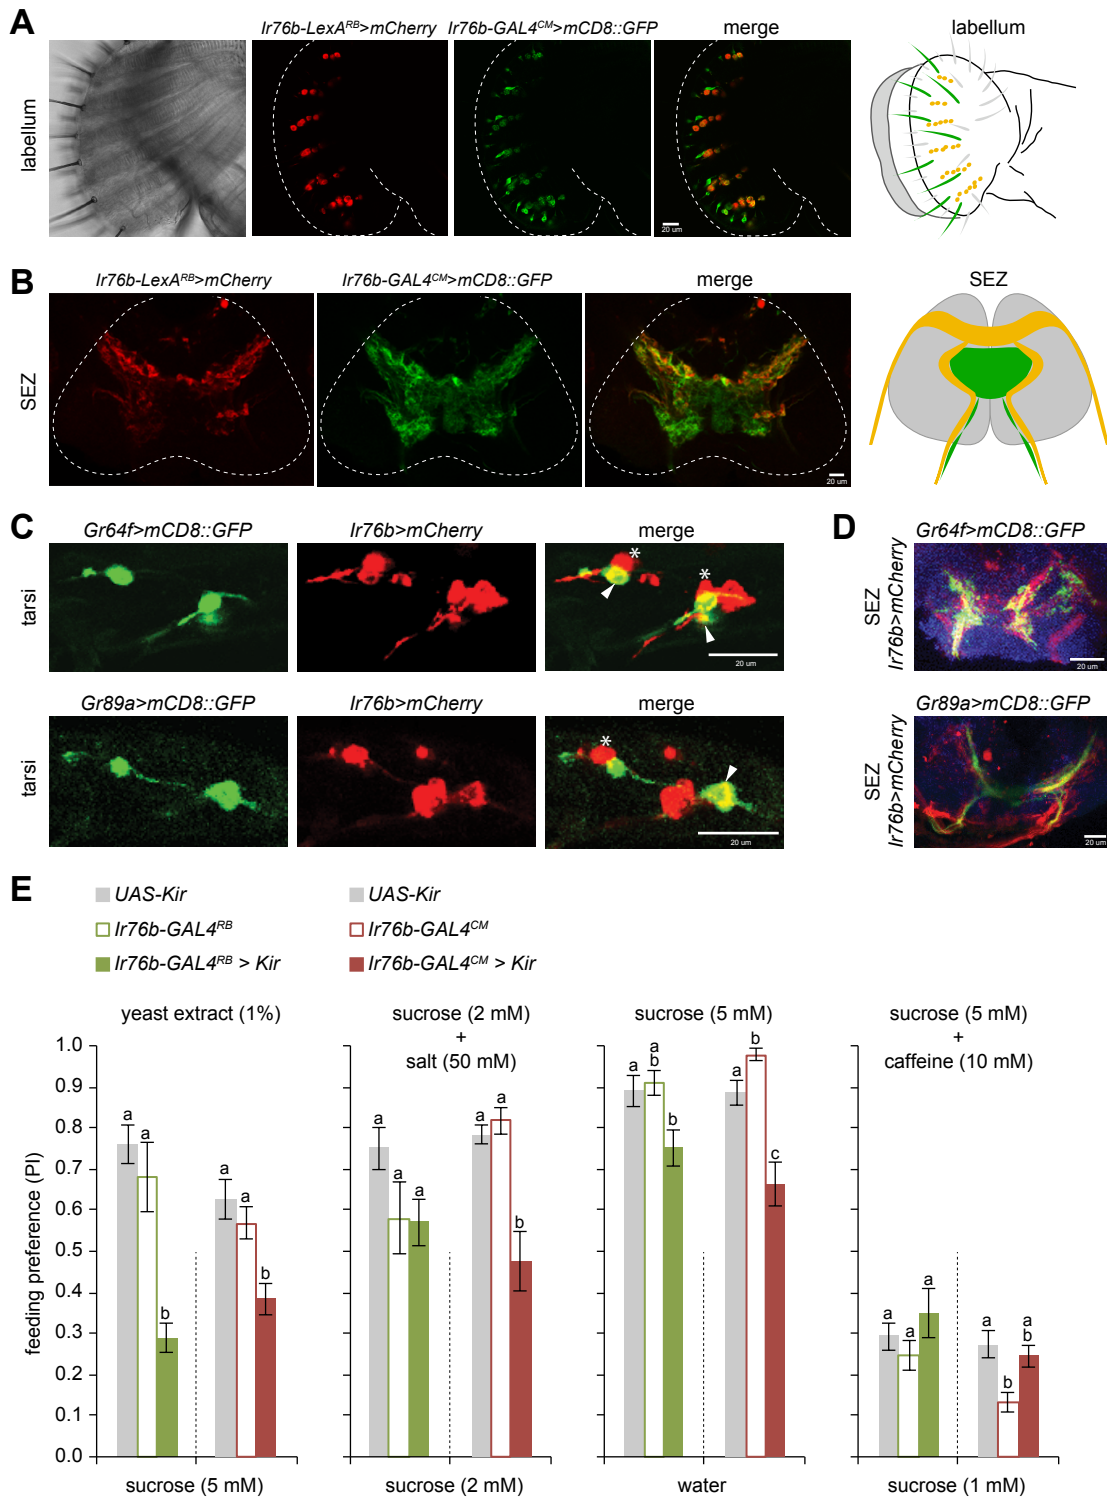 A
Ir76b-LexA^RB>mCherry
Ir76b-GAL4^CM>mCD8::GFP
merge
labellum
labellum
20 um
B
Ir76b-LexA^RB>mCherry
Ir76b-GAL4^CM>mCD8::GFP
merge
SEZ
SEZ
20 um
C
Gr64f>mCD8::GFP
Ir76b>mCherry
merge
tarsi
*
*
20 um
Gr89a>mCD8::GFP
Ir76b>mCherry
merge
tarsi
*
20 um
D
Gr64f>mCD8::GFP
SEZ
Ir76b>mCherry
20 um
Gr89a>mCD8::GFP
SEZ
Ir76b>mCherry
20 um
E
UAS-Kir
Ir76b-GAL4^RB
Ir76b-GAL4^RB > Kir
UAS-Kir
Ir76b-GAL4^CM
Ir76b-GAL4^CM > Kir
feeding preference (PI)
1.0
0.9
0.8
0.7
0.6
0.5
0.4
0.3
0.2
0.1
0.0
yeast extract (1%)
a a b a a b
sucrose (5 mM)
sucrose (2 mM)
+
salt (50 mM)
a a a a a b
sucrose (2 mM)
sucrose (5 mM)
a a b b a b c
water
sucrose (5 mM)
+
caffeine (10 mM)
a a a a b a b
sucrose (1 mM)